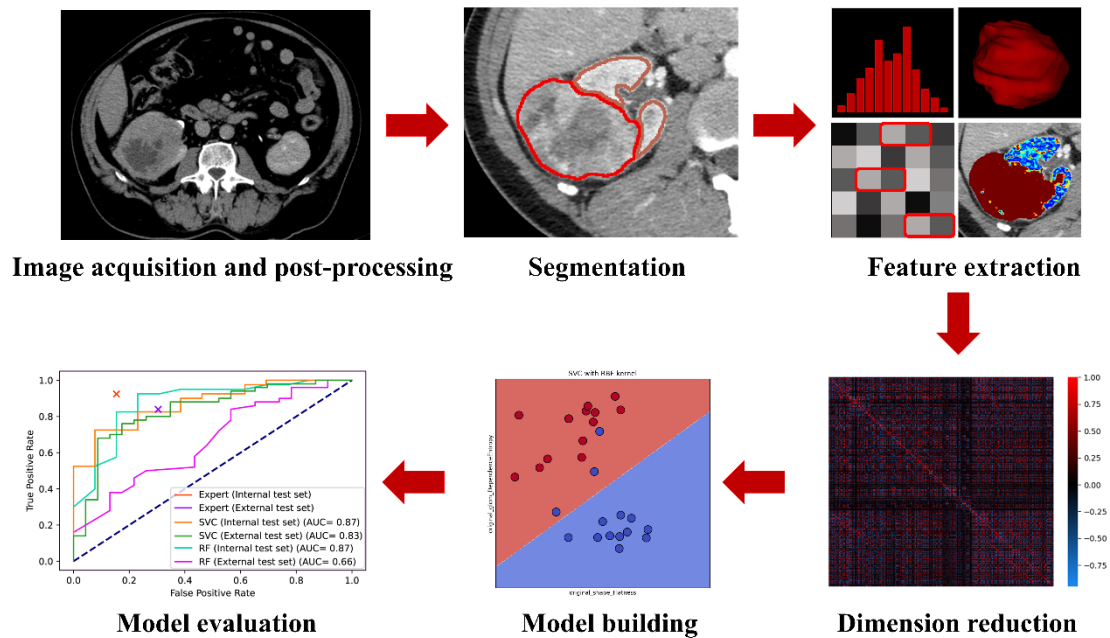 Image acquisition and post-processing
Segmentation
Feature extraction
1.0
0.8
0.6
0.4
0.2
0.0
True Positive Rate
Expert (Internal test set)
Expert (External test set)
SVC (Internal test set) (AUC= 0.87)
SVC (External test set) (AUC= 0.83)
RF (Internal test set) (AUC= 0.87)
RF (External test set) (AUC= 0.66)
0.0 0.2 0.4 0.6 0.8 1.0
False Positive Rate
SVC with RBF kernel
original_shape_Flatness
1.00
0.75
0.50
0.25
0.00
−0.25
−0.50
−0.75
Model evaluation
Model building
Dimension reduction